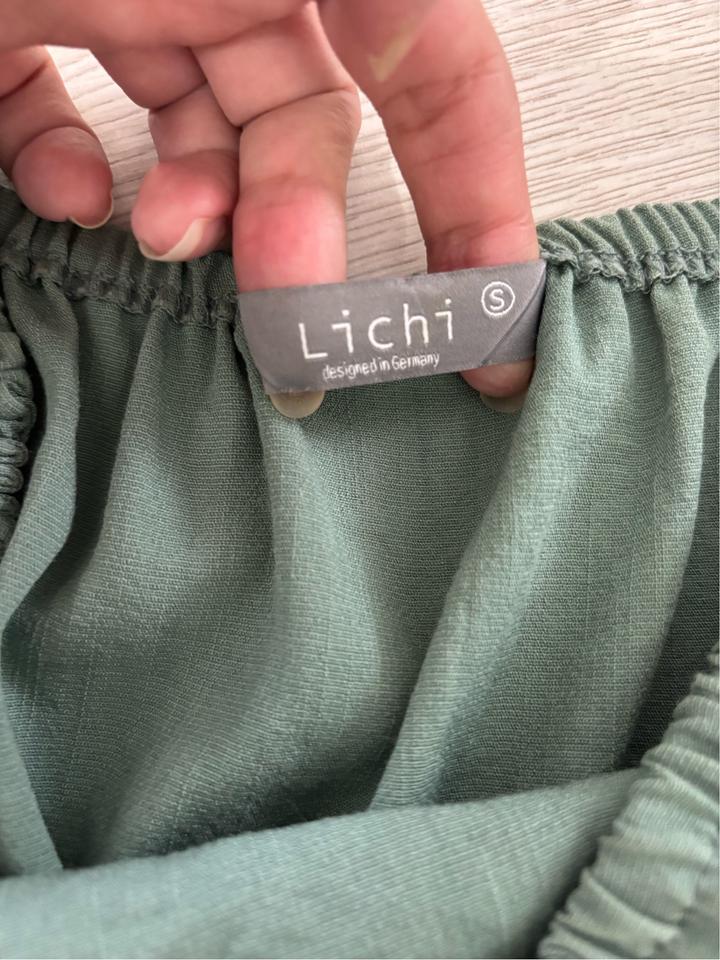 Lichi S
designed in Germany